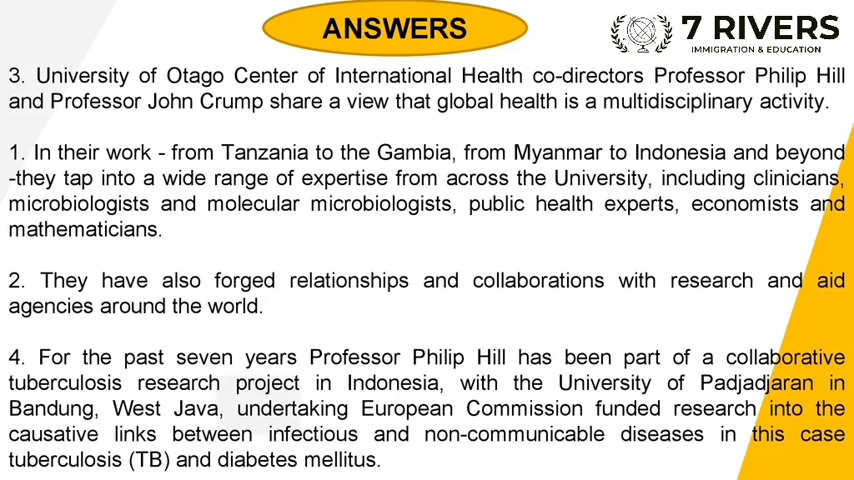 ANSWERS
7 RIVERS
IMMIGRATION & EDUCATION
3. University of Otago Center of International Health co-directors Professor Philip Hill
and Professor John Crump share a view that global health is a multidisciplinary activity.
1. In their work - from Tanzania to the Gambia, from Myanmar to Indonesia and beyond
-they tap into a wide range of expertise from across the University, including clinicians,
microbiologists and molecular microbiologists, public health experts, economists and
mathematicians.
2. They have also forged relationships and collaborations with research and aid
agencies around the world.
4. For the past seven years Professor Philip Hill has been part of a collaborative
tuberculosis research project in Indonesia, with the University of Padjadjaran in
Bandung, West Java, undertaking European Commission funded research into the
causative links between infectious and non-communicable diseases in this case
tuberculosis (TB) and diabetes mellitus.